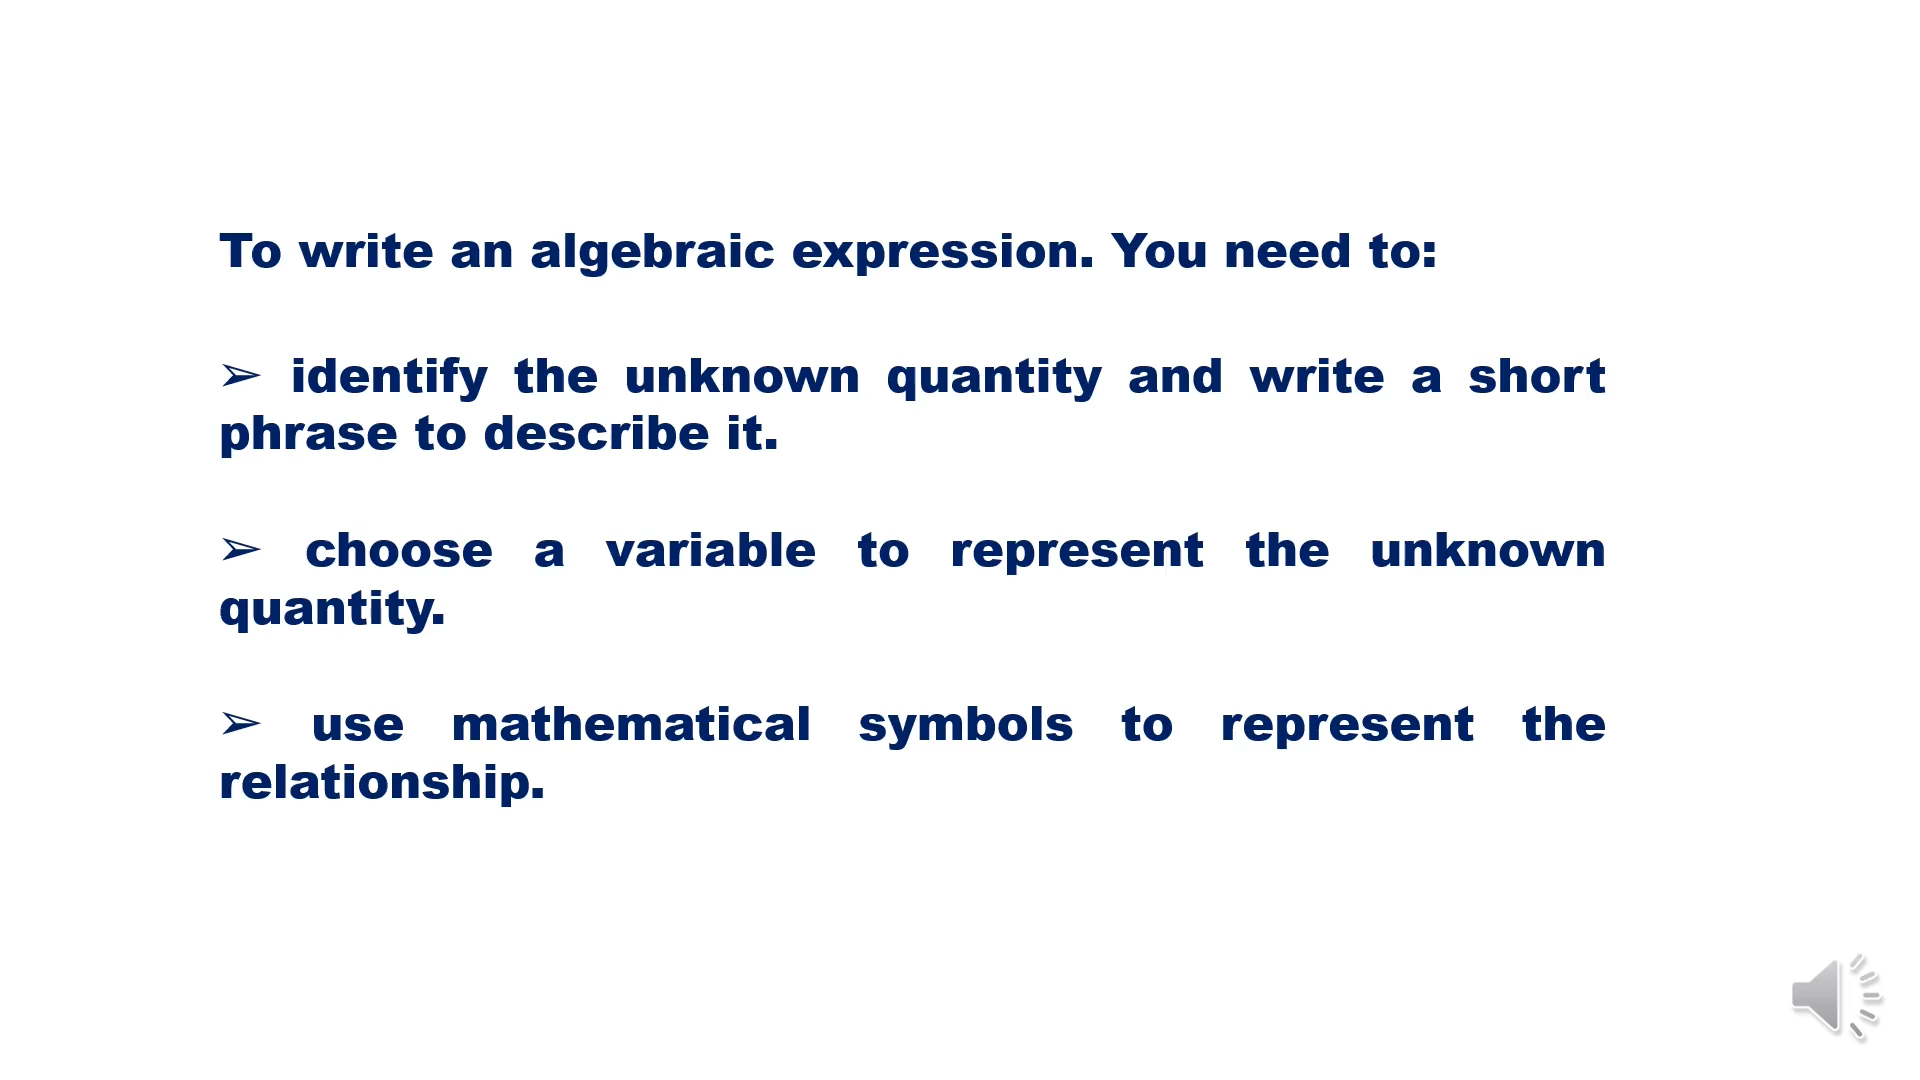 To write an algebraic expression. You need to:
➢ identify the unknown quantity and write a short
phrase to describe it.
➢ choose a variable to represent the unknown
quantity.
➢ use mathematical symbols to represent the
relationship.